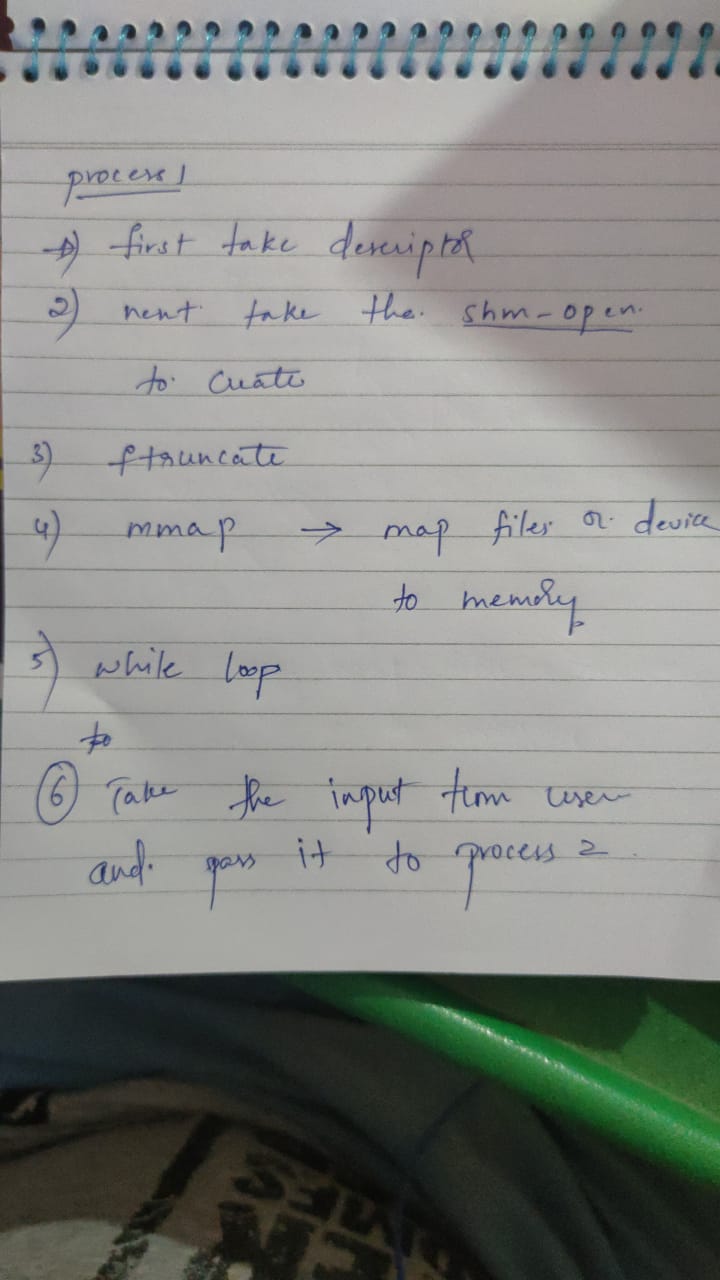 process 1
1) first take descriptor
2) next take the. shm-open.
to. create
3) ftruncate
4) mmap → map files or. device
to memory
5) while loop
to
6 Take the input from user
and. pass it to process 2.